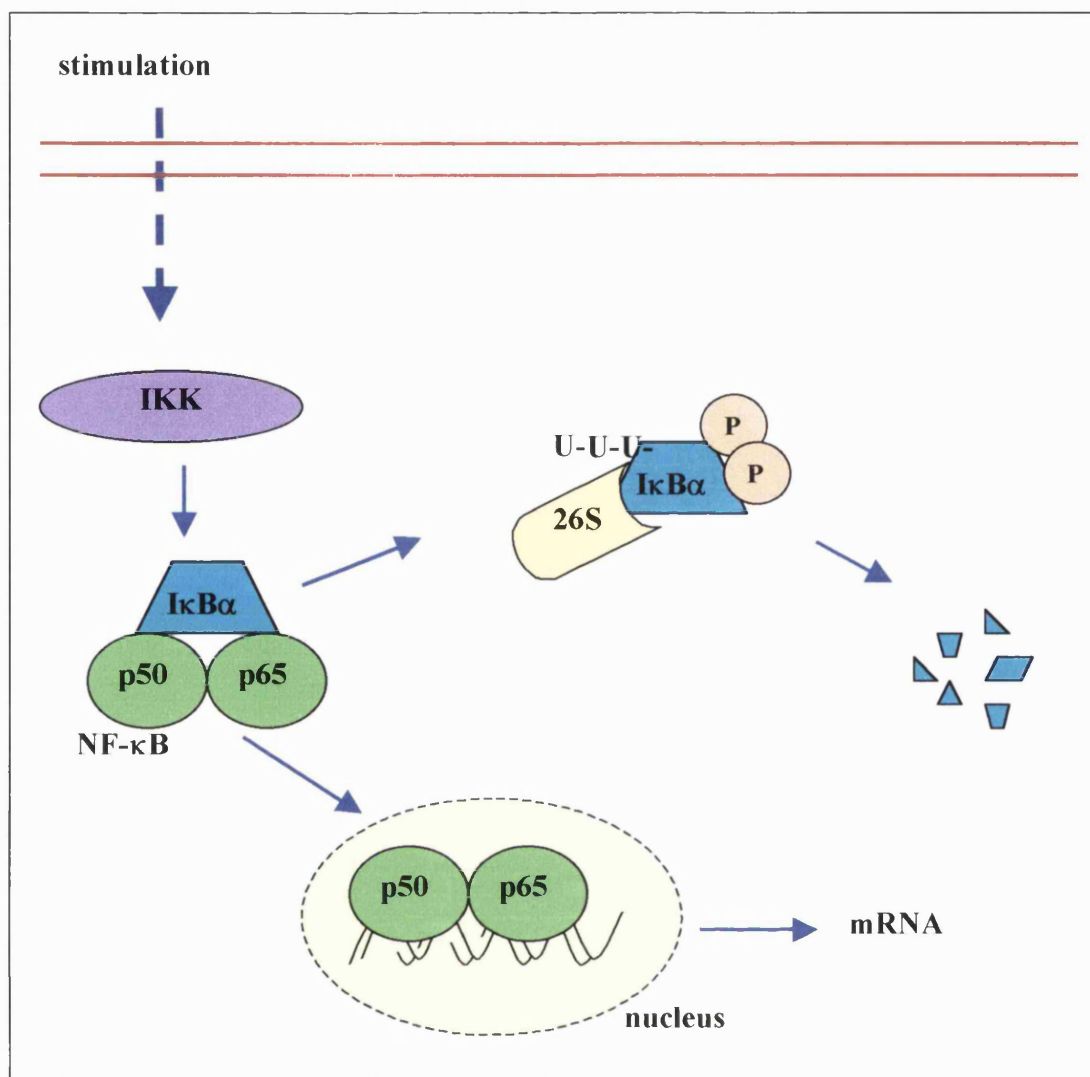 stimulation
IKK
P
U-U-U-
P
IκBα
26S
IκBα
p50 p65
NF-κB
p50 p65
mRNA
nucleus